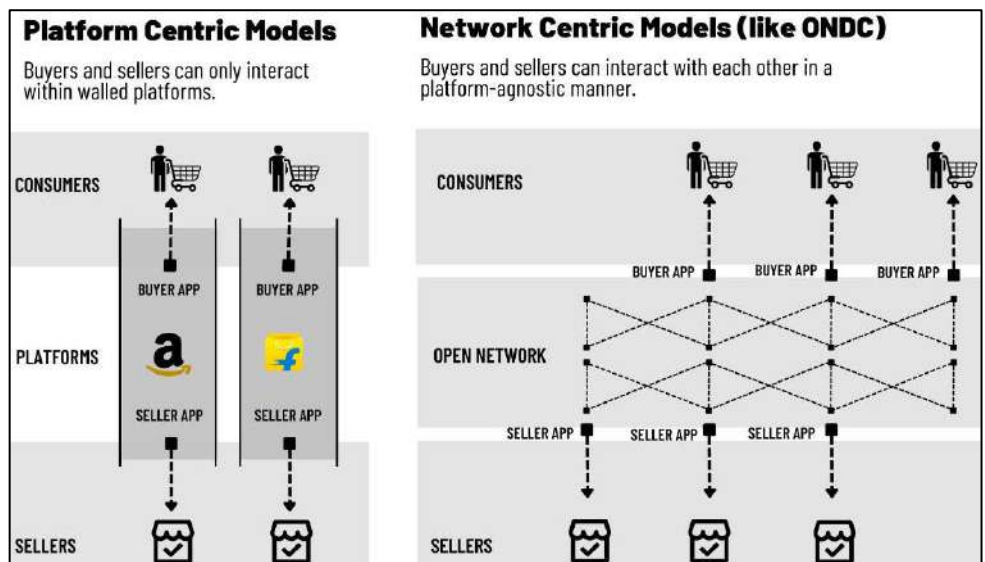 Platform Centric Models
Buyers and sellers can only interact
within walled platforms.
CONSUMERS
BUYER APP
BUYER APP
PLATFORMS
a
f
SELLER APP
SELLER APP
SELLERS
Network Centric Models (like ONDC)
Buyers and sellers can interact with each other in a
platform-agnostic manner.
CONSUMERS
BUYER APP
BUYER APP
BUYER APP
OPEN NETWORK
SELLER APP
SELLER APP
SELLER APP
SELLERS